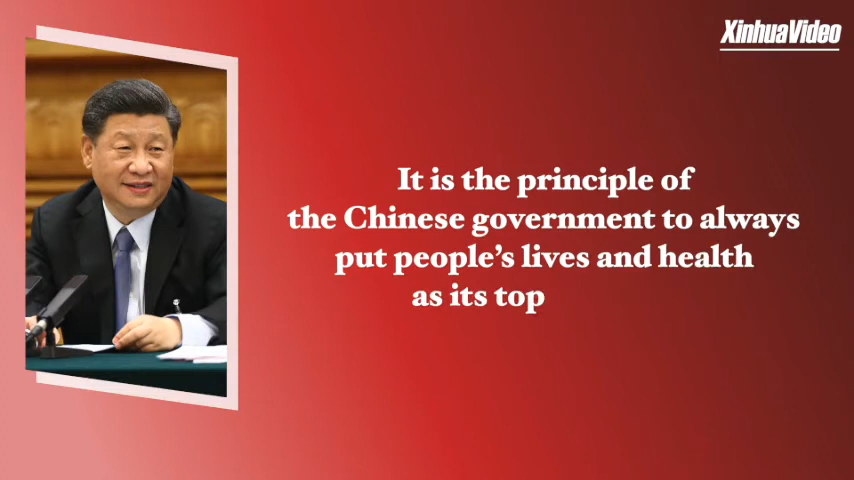 XinhuaVideo
It is the principle of
the Chinese government to always
put people’s lives and health
as its top